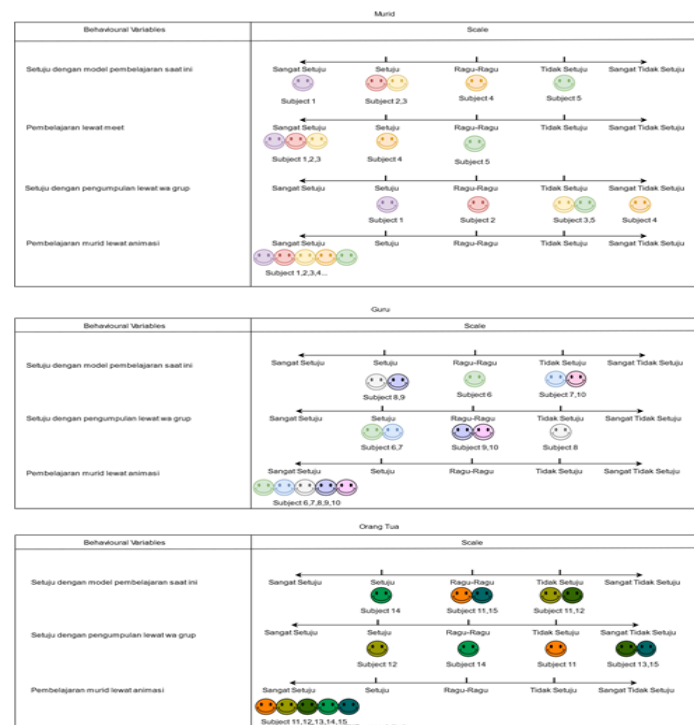 Murid
Behavioural Variables Scale
Setuju dengan model pembelajaran saat ini Sangat Setuju Setuju Ragu-Ragu Tidak Setuju Sangat Tidak Setuju
Subject 1 Subject 2,3 Subject 4 Subject 5
Pembelajaran lewat meet Sangat Setuju Setuju Ragu-Ragu Tidak Setuju Sangat Tidak Setuju
Subject 1,2,3 Subject 4 Subject 5
Setuju dengan pengumpulan lewat wa grup Sangat Setuju Setuju Ragu-Ragu Tidak Setuju Sangat Tidak Setuju
Subject 1 Subject 2 Subject 3,5 Subject 4
Pembelajaran murid lewat animasi Sangat Setuju Setuju Ragu-Ragu Tidak Setuju Sangat Tidak Setuju
Subject 1,2,3,4...
Guru
Behavioural Variables Scale
Setuju dengan model pembelajaran saat ini Sangat Setuju Setuju Ragu-Ragu Tidak Setuju Sangat Tidak Setuju
Subject 8,9 Subject 6 Subject 7,10
Setuju dengan pengumpulan lewat wa grup Sangat Setuju Setuju Ragu-Ragu Tidak Setuju Sangat Tidak Setuju
Subject 6,7 Subject 9,10 Subject 8
Pembelajaran murid lewat animasi Sangat Setuju Setuju Ragu-Ragu Tidak Setuju Sangat Tidak Setuju
Subject 6,7,8,9,10
Orang Tua
Behavioural Variables Scale
Setuju dengan model pembelajaran saat ini Sangat Setuju Setuju Ragu-Ragu Tidak Setuju Sangat Tidak Setuju
Subject 14 Subject 11,15 Subject 11,12
Setuju dengan pengumpulan lewat wa grup Sangat Setuju Setuju Ragu-Ragu Tidak Setuju Sangat Tidak Setuju
Subject 12 Subject 14 Subject 11 Subject 13,15
Pembelajaran murid lewat animasi Sangat Setuju Setuju Ragu-Ragu Tidak Setuju Sangat Tidak Setuju
Subject 11,12,13,14,15